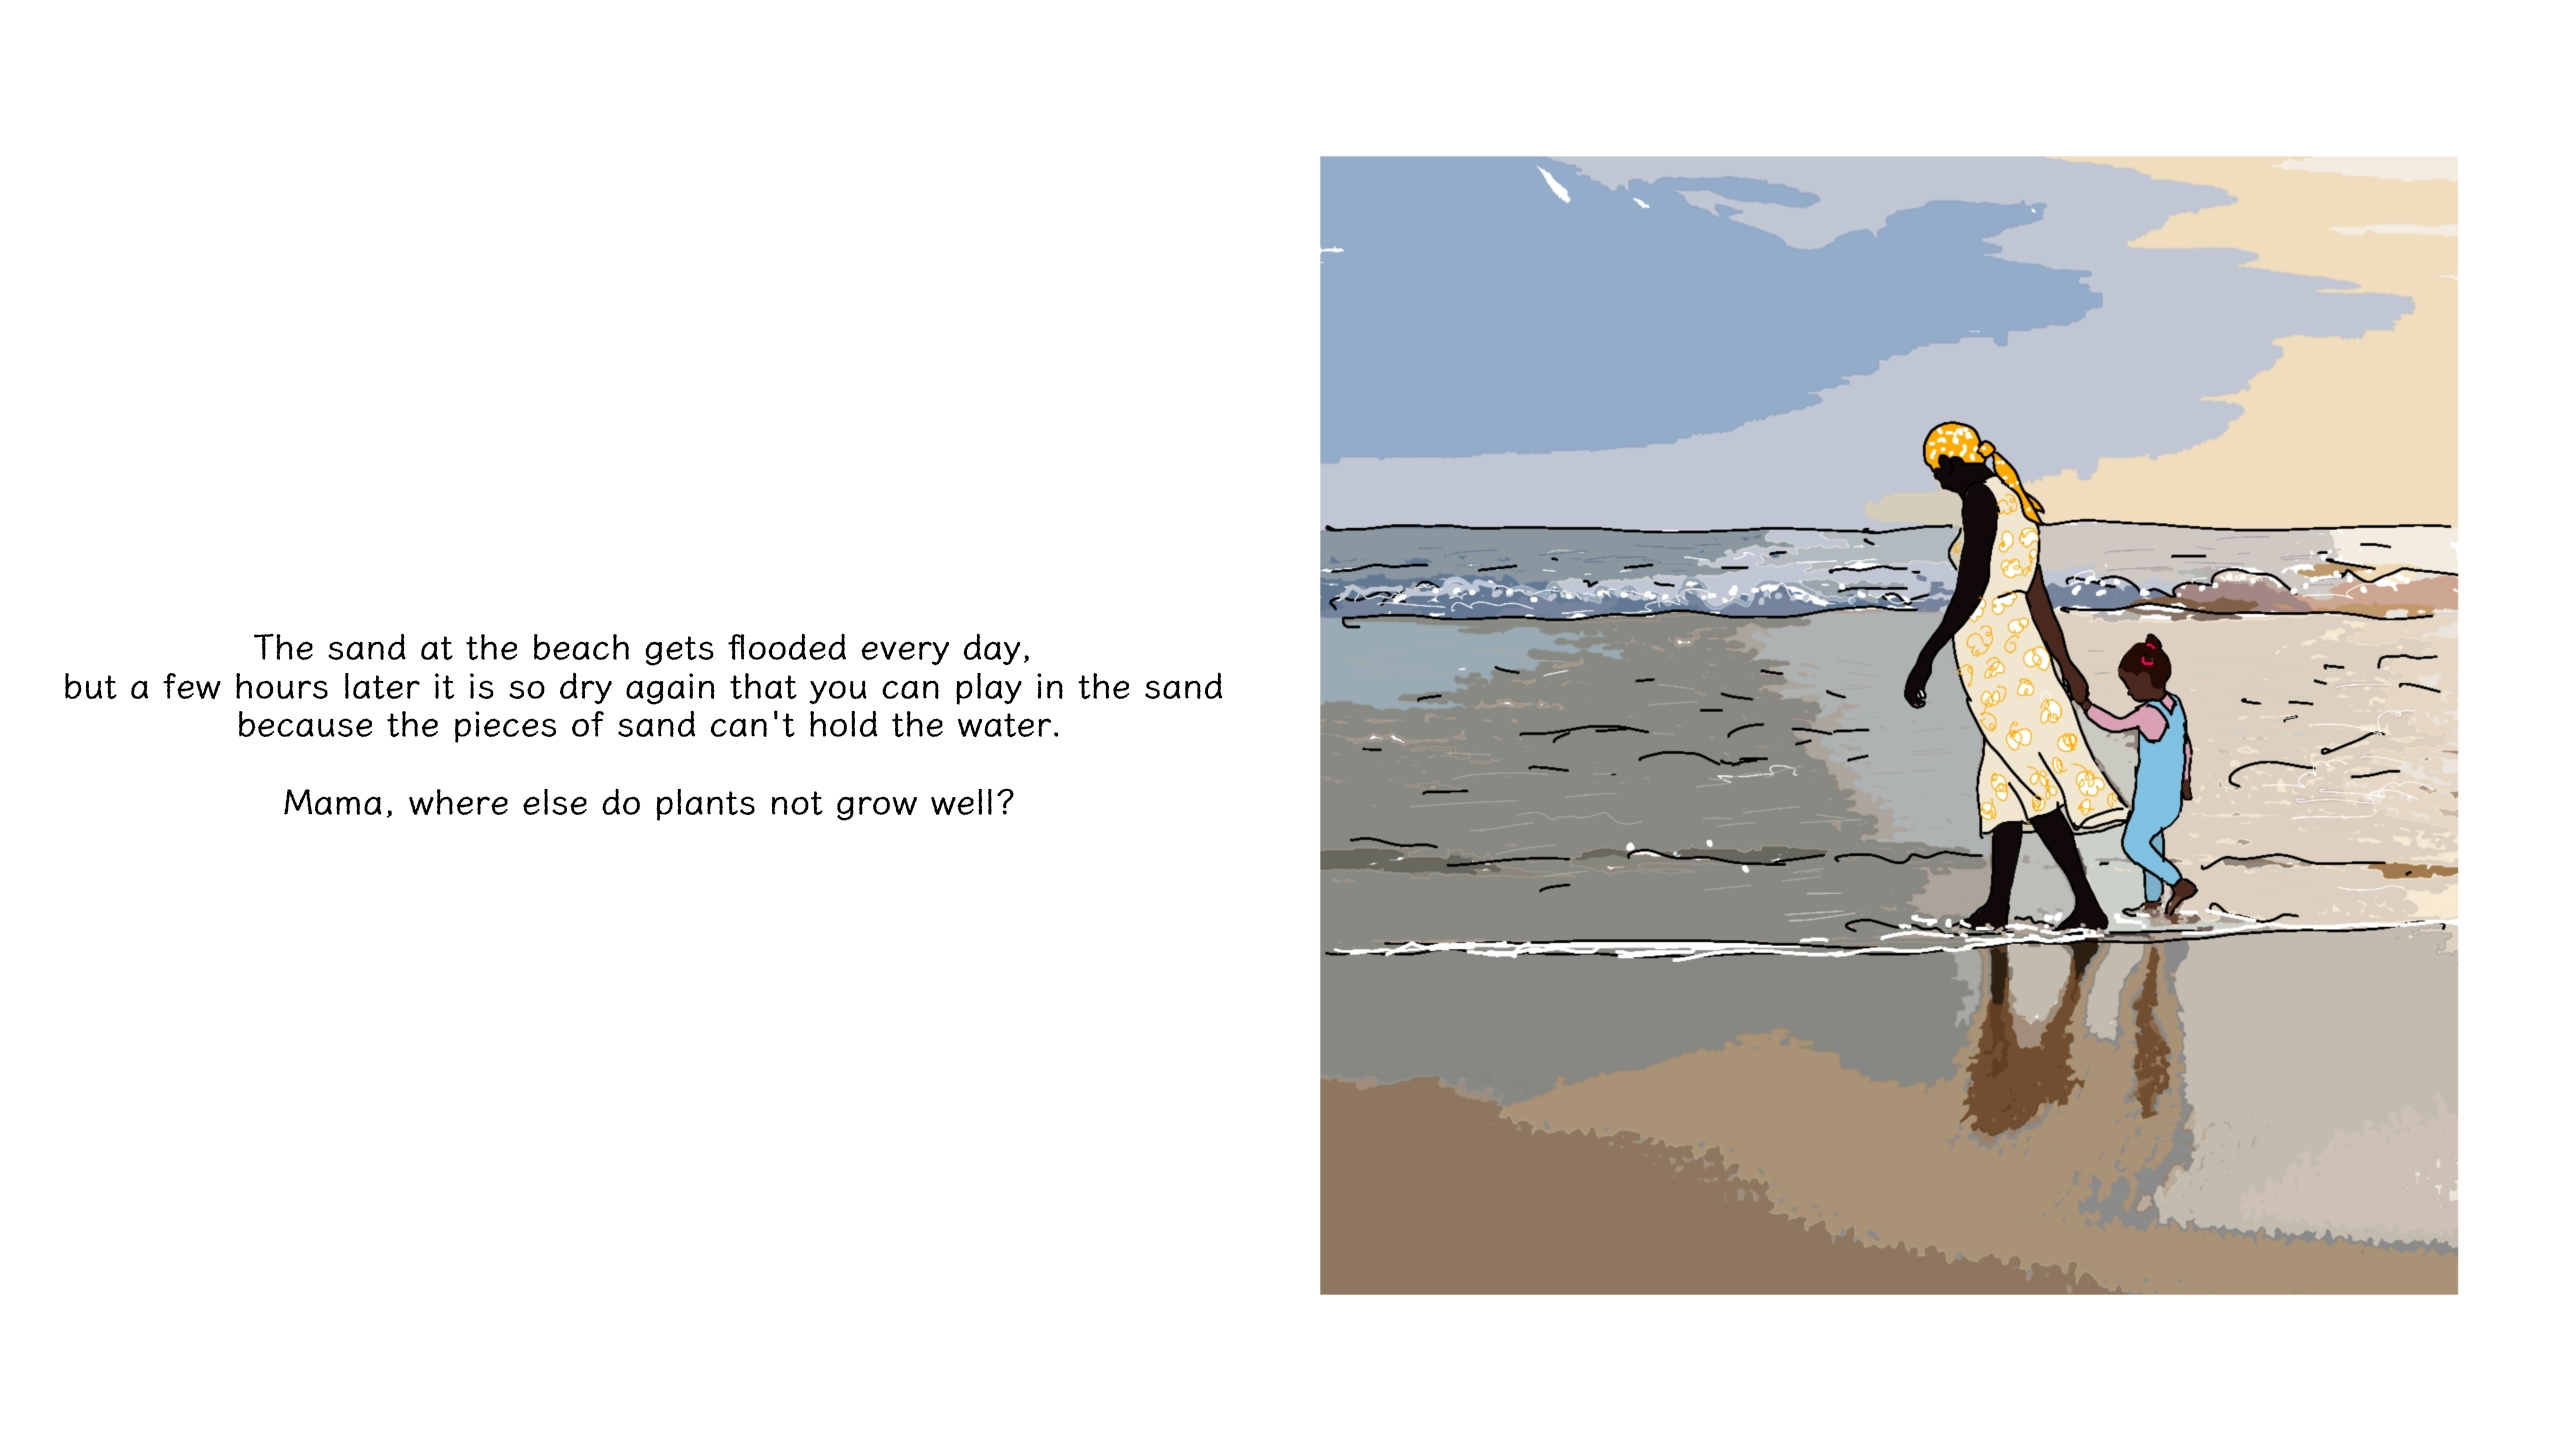 The sand at the beach gets flooded every day,
but a few hours later it is so dry again that you can play in the sand
because the pieces of sand can't hold the water.
Mama, where else do plants not grow well?